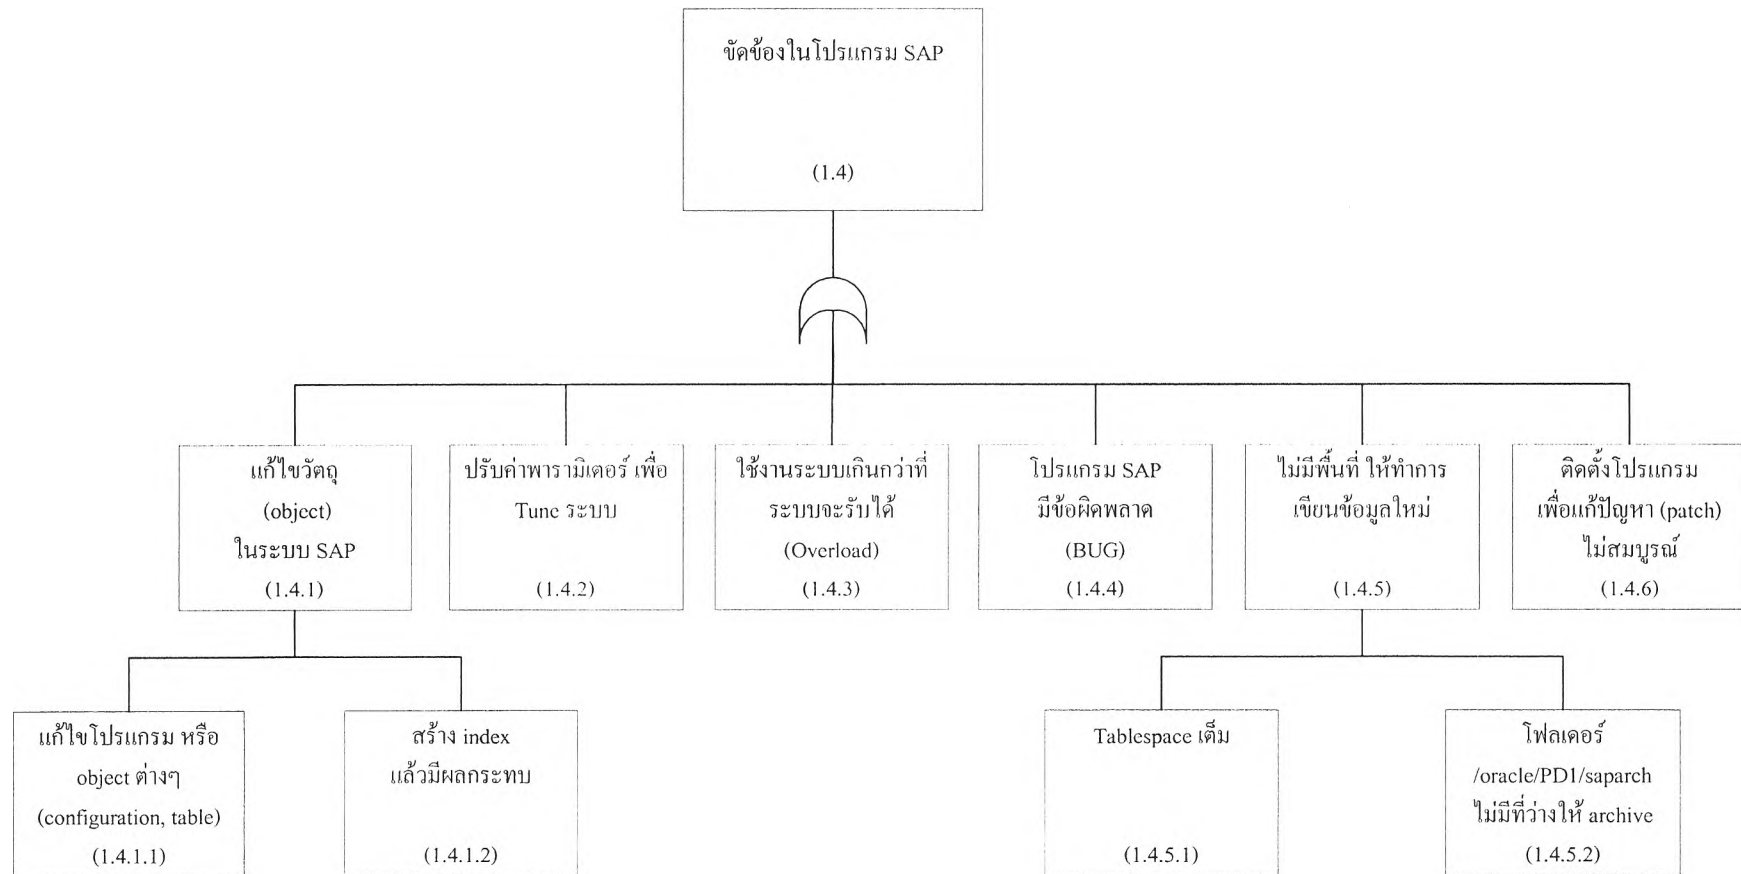 ขัดข้องในโปรแกรม SAP
(1.4)
แก้ไขวัตถุ
(object)
ในระบบ SAP
(1.4.1)
ปรับค่าพารามิเตอร์ เพื่อ
Tune ระบบ
(1.4.2)
ใช้งานระบบเกินกว่าที่
ระบบจะรับได้
(Overload)
(1.4.3)
โปรแกรม SAP
มีข้อผิดพลาด
(BUG)
(1.4.4)
ไม่มีพื้นที่ ให้ทำการ
เขียนข้อมูลใหม่
(1.4.5)
ติดตั้งโปรแกรม
เพื่อแก้ปัญหา (patch)
ไม่สมบูรณ์
(1.4.6)
แก้ไขโปรแกรม หรือ
object ต่างๆ
(configuration, table)
(1.4.1.1)
สร้าง index
แล้วมีผลกระทบ
(1.4.1.2)
Tablespace เต็ม
(1.4.5.1)
โฟลเดอร์
/oracle/PD1/saparch
ไม่มีที่ว่างให้ archive
(1.4.5.2)